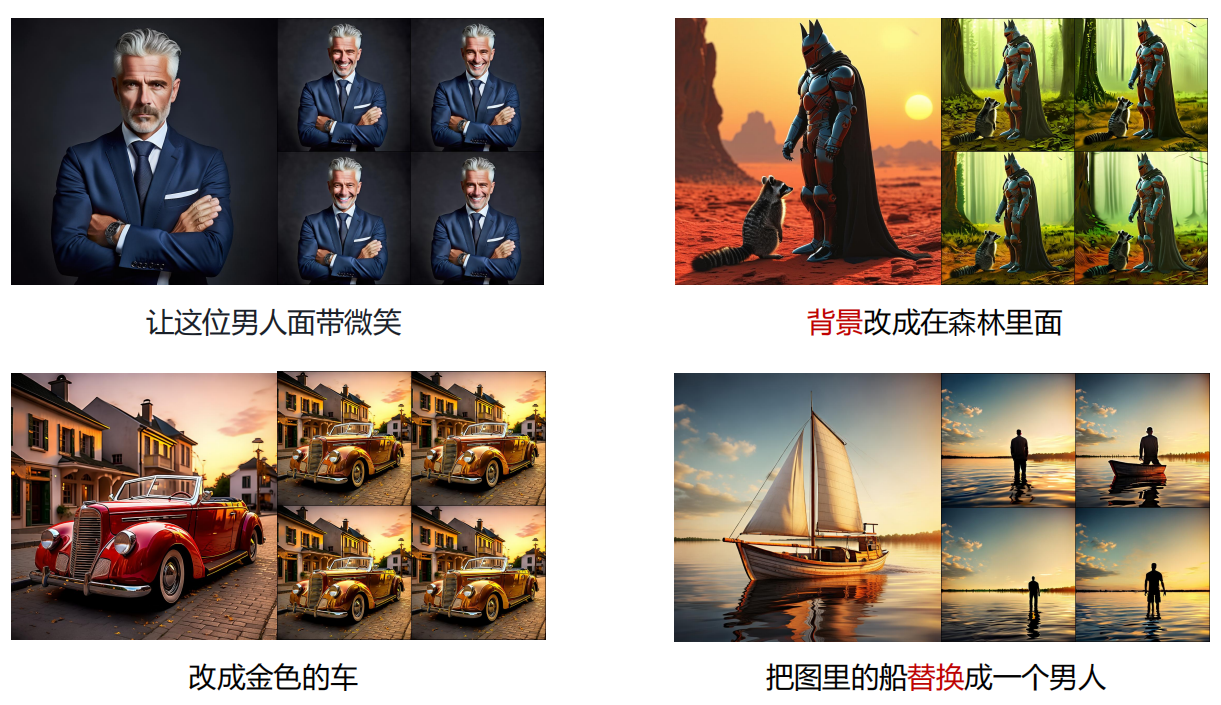 让这位男人面带微笑
背景改成在森林里面
改成金色的车
把图里的船替换成一个男人